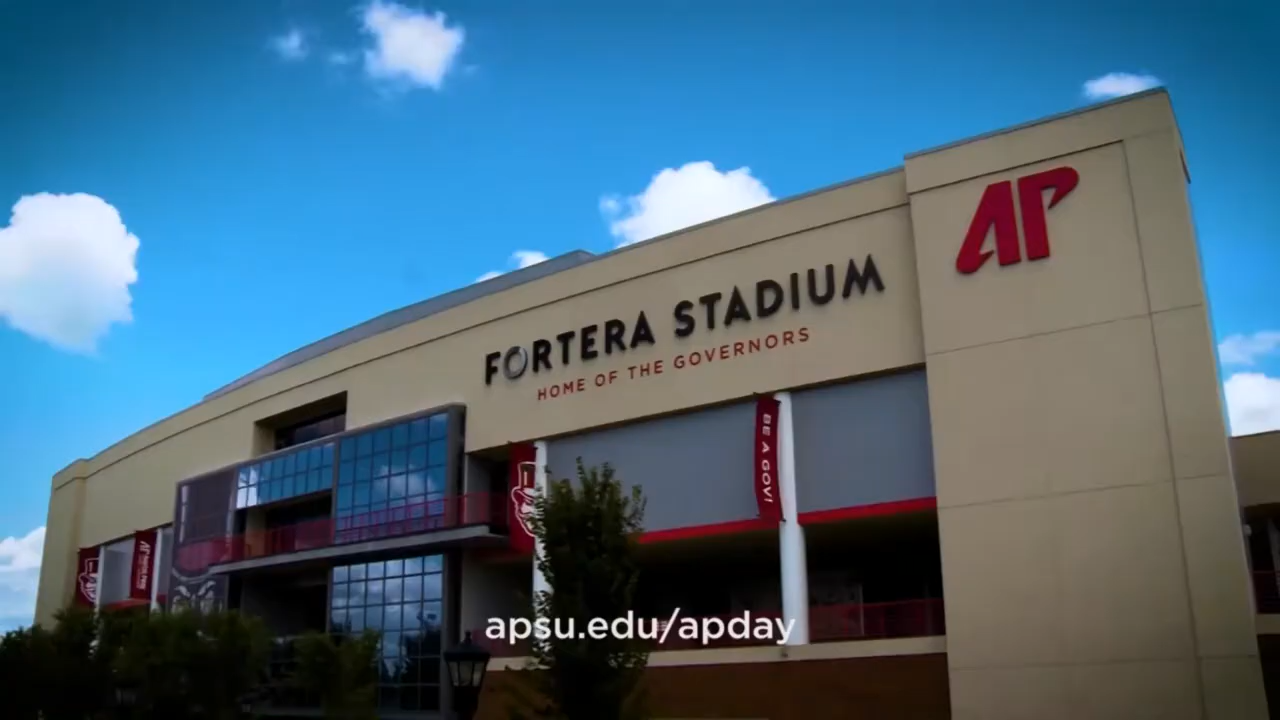 AP
FORTERA STADIUM
HOME OF THE GOVERNORS
BE A GOV!
apsu.edu/apday